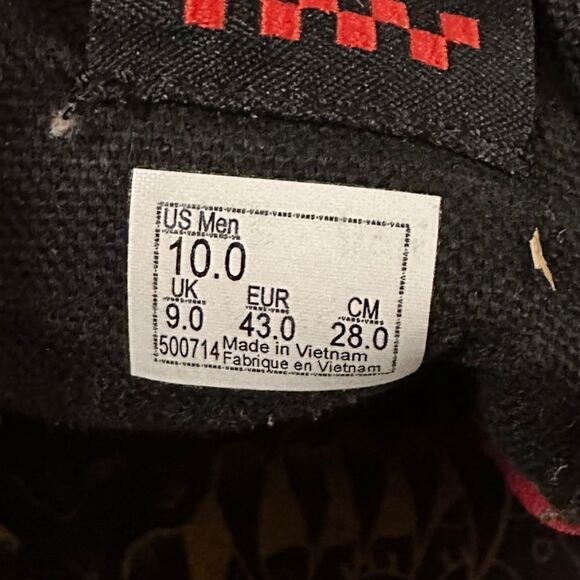 US Men
10.0
UK EUR CM
9.0 43.0 28.0
500714 Made in Vietnam
Fabrique en Vietnam